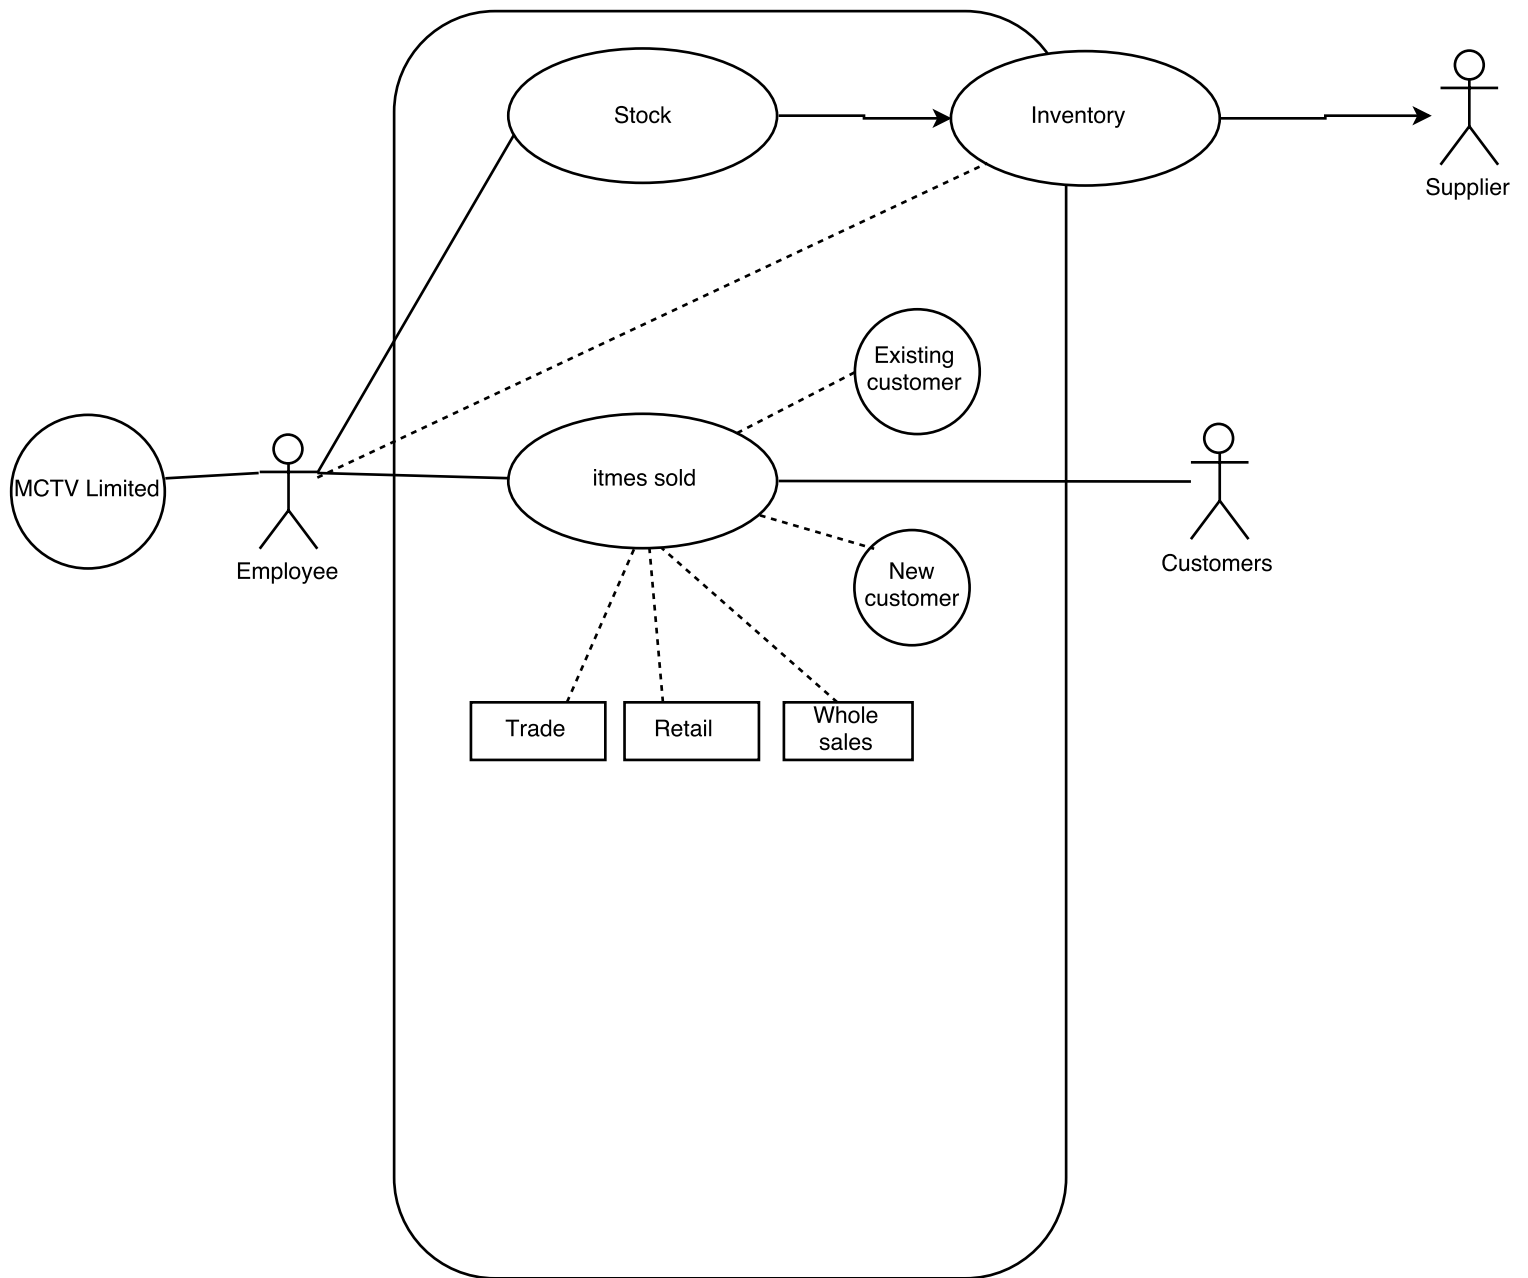 Stock
Inventory
Supplier
Existing
customer
MCTV Limited
Employee
itmes sold
Customers
New
customer
Trade
Retail
Whole
sales